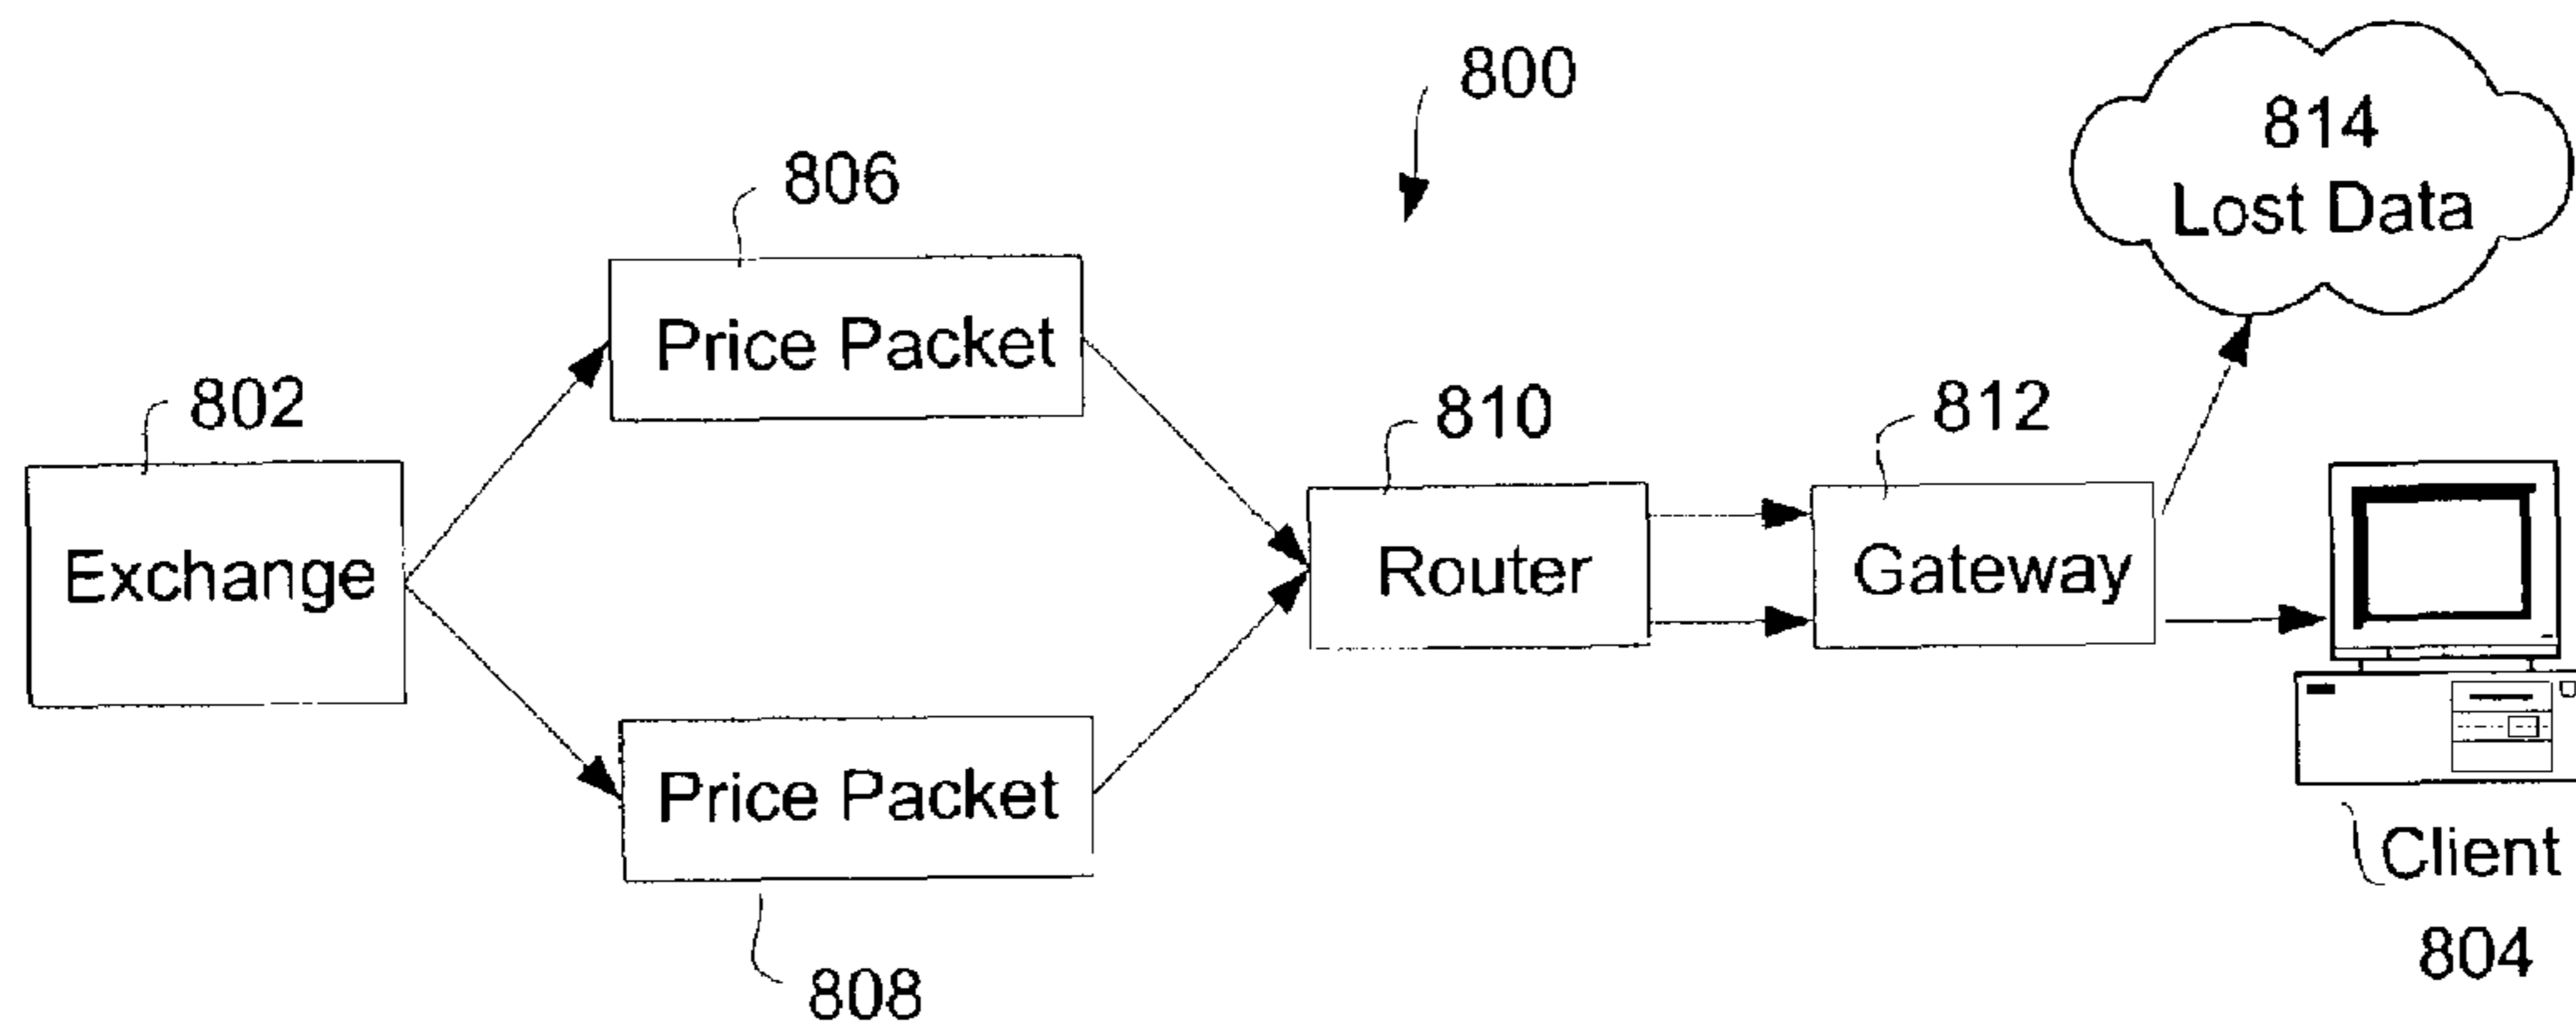 800
814
Lost Data
806
Price Packet
802
Exchange
810
Router
812
Gateway
Price Packet
808
Client
804